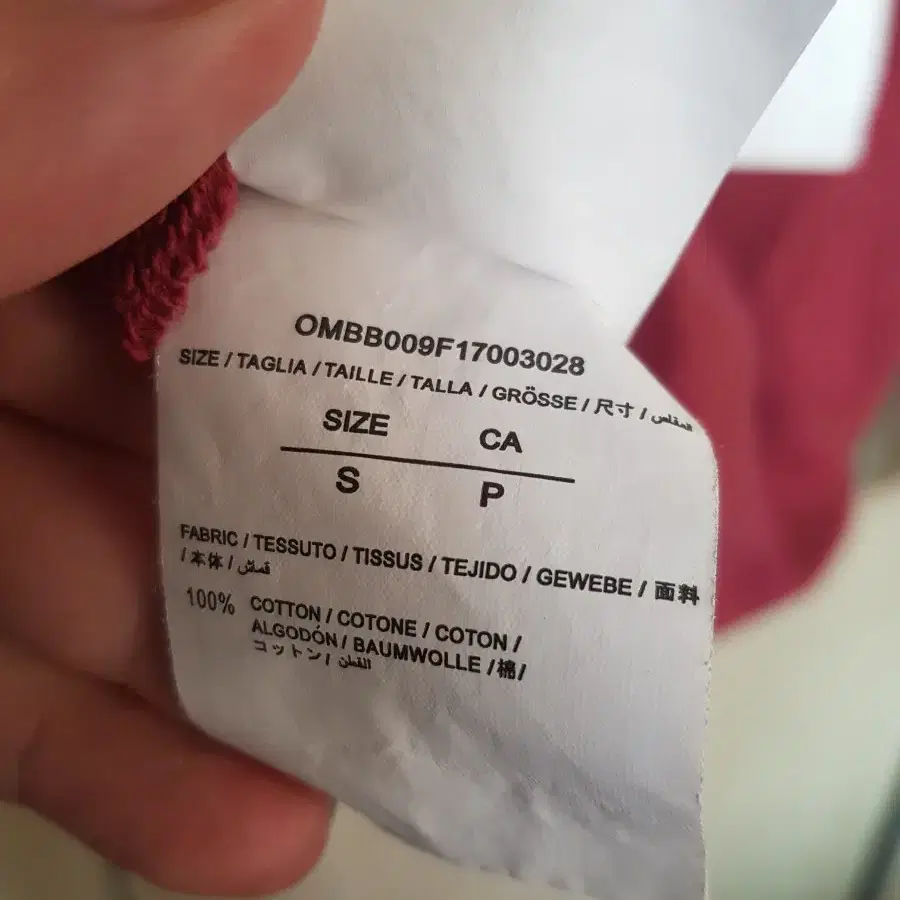 OMBB009F17003028
SIZE / TAGLIA / TAILLE / TALLA / GRÖSSE / 尺寸 / المقاس
SIZE CA
S P
FABRIC / TESSUTO / TISSUS / TEJIDO / GEWEBE / 面料
/ 本体 / قماش
100% COTTON / COTONE / COTON /
ALGODÓN / BAUMWOLLE / 棉 /
コットン / القطن